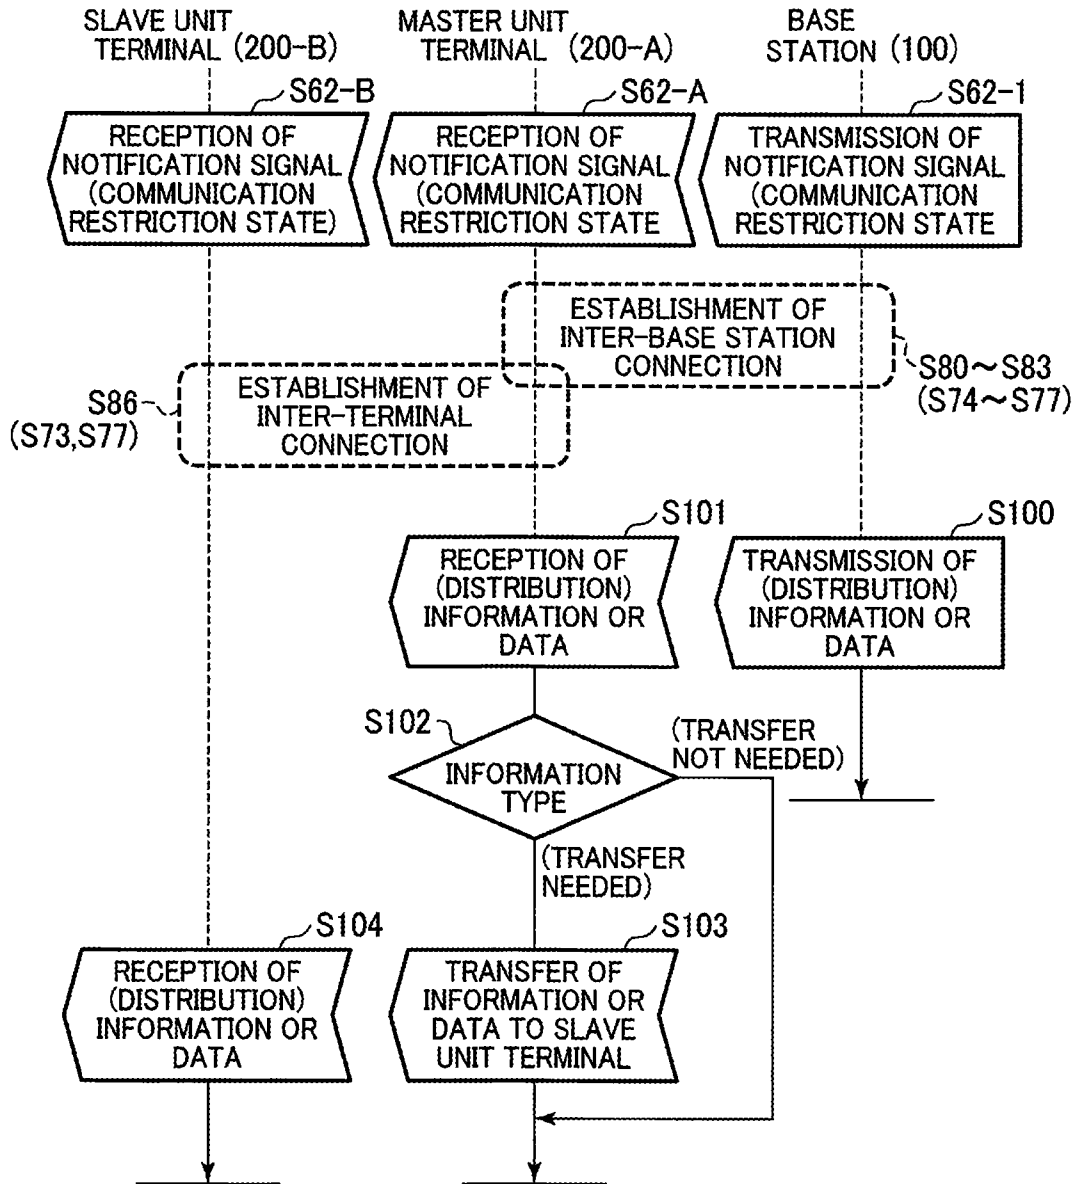 SLAVE UNIT
TERMINAL (200-B)
MASTER UNIT
TERMINAL (200-A)
BASE
STATION (100)
S62-B
RECEPTION OF
NOTIFICATION SIGNAL
(COMMUNICATION
RESTRICTION STATE)
S62-A
RECEPTION OF
NOTIFICATION SIGNAL
(COMMUNICATION
RESTRICTION STATE
S62-1
TRANSMISSION OF
NOTIFICATION SIGNAL
(COMMUNICATION
RESTRICTION STATE
ESTABLISHMENT OF
INTER-BASE STATION
CONNECTION
S80～S83
(S74～S77)
S86
(S73,S77)
ESTABLISHMENT OF
INTER-TERMINAL
CONNECTION
S101
RECEPTION OF
(DISTRIBUTION)
INFORMATION OR
DATA
S100
TRANSMISSION OF
(DISTRIBUTION)
INFORMATION OR
DATA
S102
INFORMATION
TYPE
(TRANSFER
NOT NEEDED)
(TRANSFER
NEEDED)
S104
RECEPTION OF
(DISTRIBUTION)
INFORMATION OR
DATA
S103
TRANSFER OF
INFORMATION OR
DATA TO SLAVE
UNIT TERMINAL